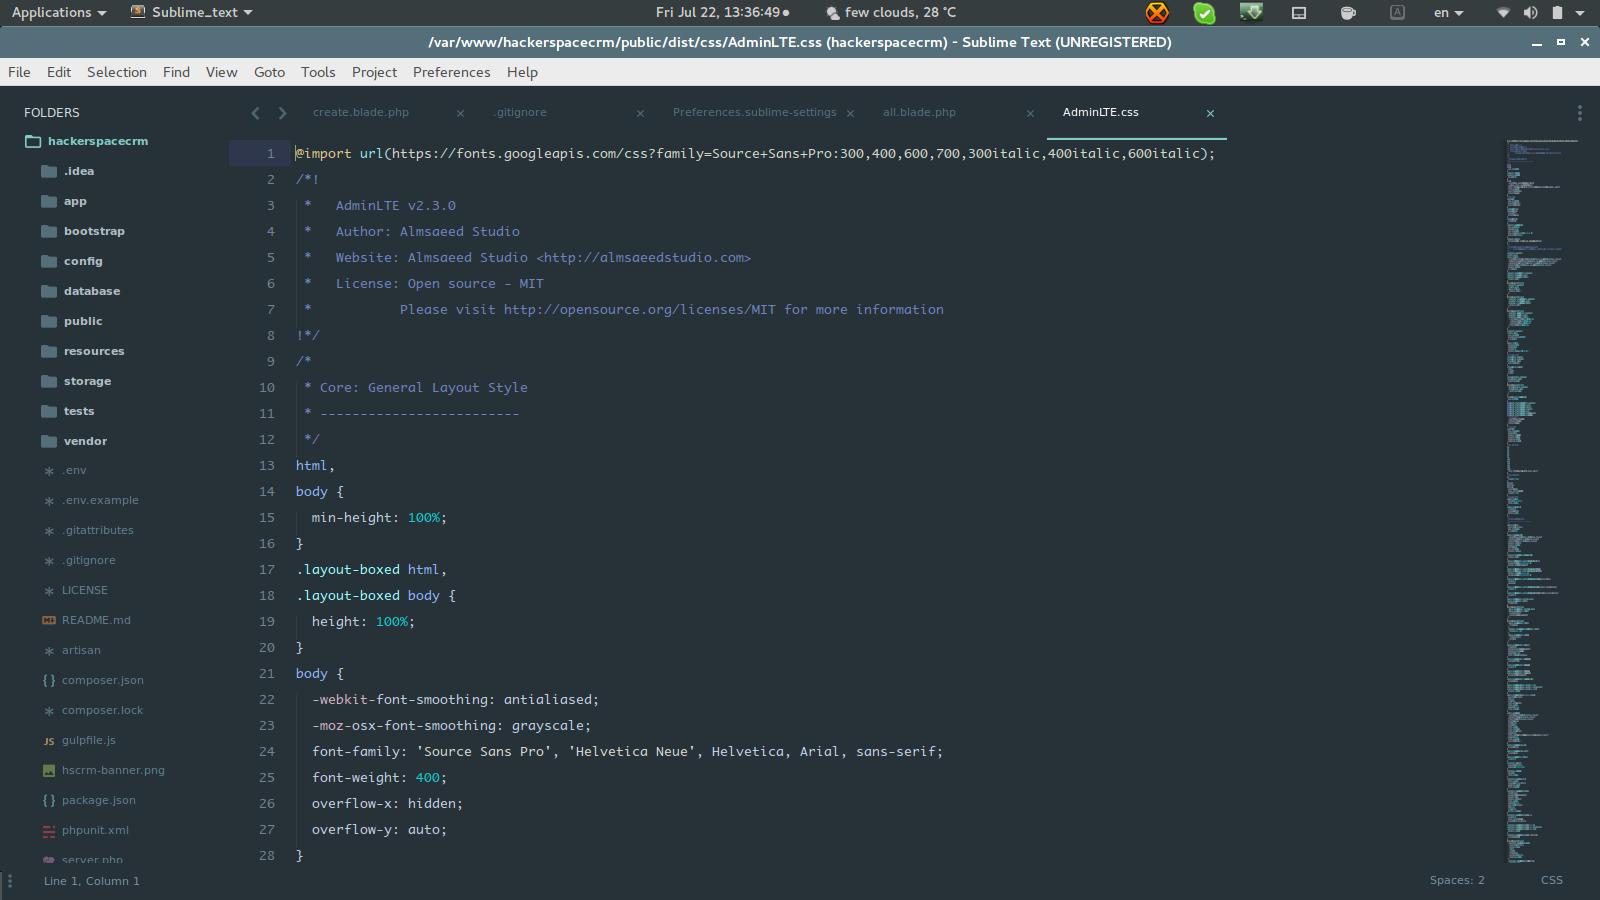 Applications Sublime_text Fri Jul 22, 13:36:49 few clouds, 28 °C A en
/var/www/hackerspacecrm/public/dist/css/AdminLTE.css (hackerspacecrm) - Sublime Text (UNREGISTERED)
File Edit Selection Find View Goto Tools Project Preferences Help
FOLDERS
hackerspacecrm
.idea
app
bootstrap
config
database
public
resources
storage
tests
vendor
.env
.env.example
.gitattributes
.gitignore
LICENSE
README.md
artisan
composer.json
composer.lock
JS gulpfile.js
hscrm-banner.png
package.json
phpunit.xml
server.php
create.blade.php .gitignore Preferences.sublime-settings all.blade.php AdminLTE.css
1 @import url(https://fonts.googleapis.com/css?family=Source+Sans+Pro:300,400,600,700,300italic,400italic,600italic);
2 /*!
3  *   AdminLTE v2.3.0
4  *   Author: Almsaeed Studio
5  *   Website: Almsaeed Studio <http://almsaeedstudio.com>
6  *   License: Open source - MIT
7  *           Please visit http://opensource.org/licenses/MIT for more information
8 !*/
9 /*
10  * Core: General Layout Style
11  * -------------------------
12  */
13 html,
14 body {
15   min-height: 100%;
16 }
17 .layout-boxed html,
18 .layout-boxed body {
19   height: 100%;
20 }
21 body {
22   -webkit-font-smoothing: antialiased;
23   -moz-osx-font-smoothing: grayscale;
24   font-family: 'Source Sans Pro', 'Helvetica Neue', Helvetica, Arial, sans-serif;
25   font-weight: 400;
26   overflow-x: hidden;
27   overflow-y: auto;
28 }
Line 1, Column 1 Spaces: 2 CSS